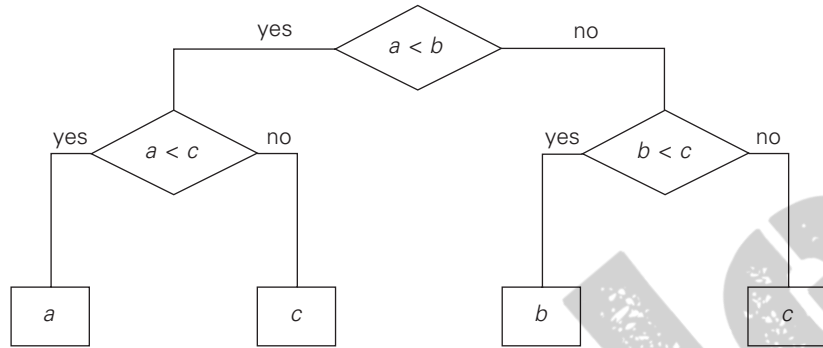 yes a < b no
yes a < c no yes b < c no
a c b c